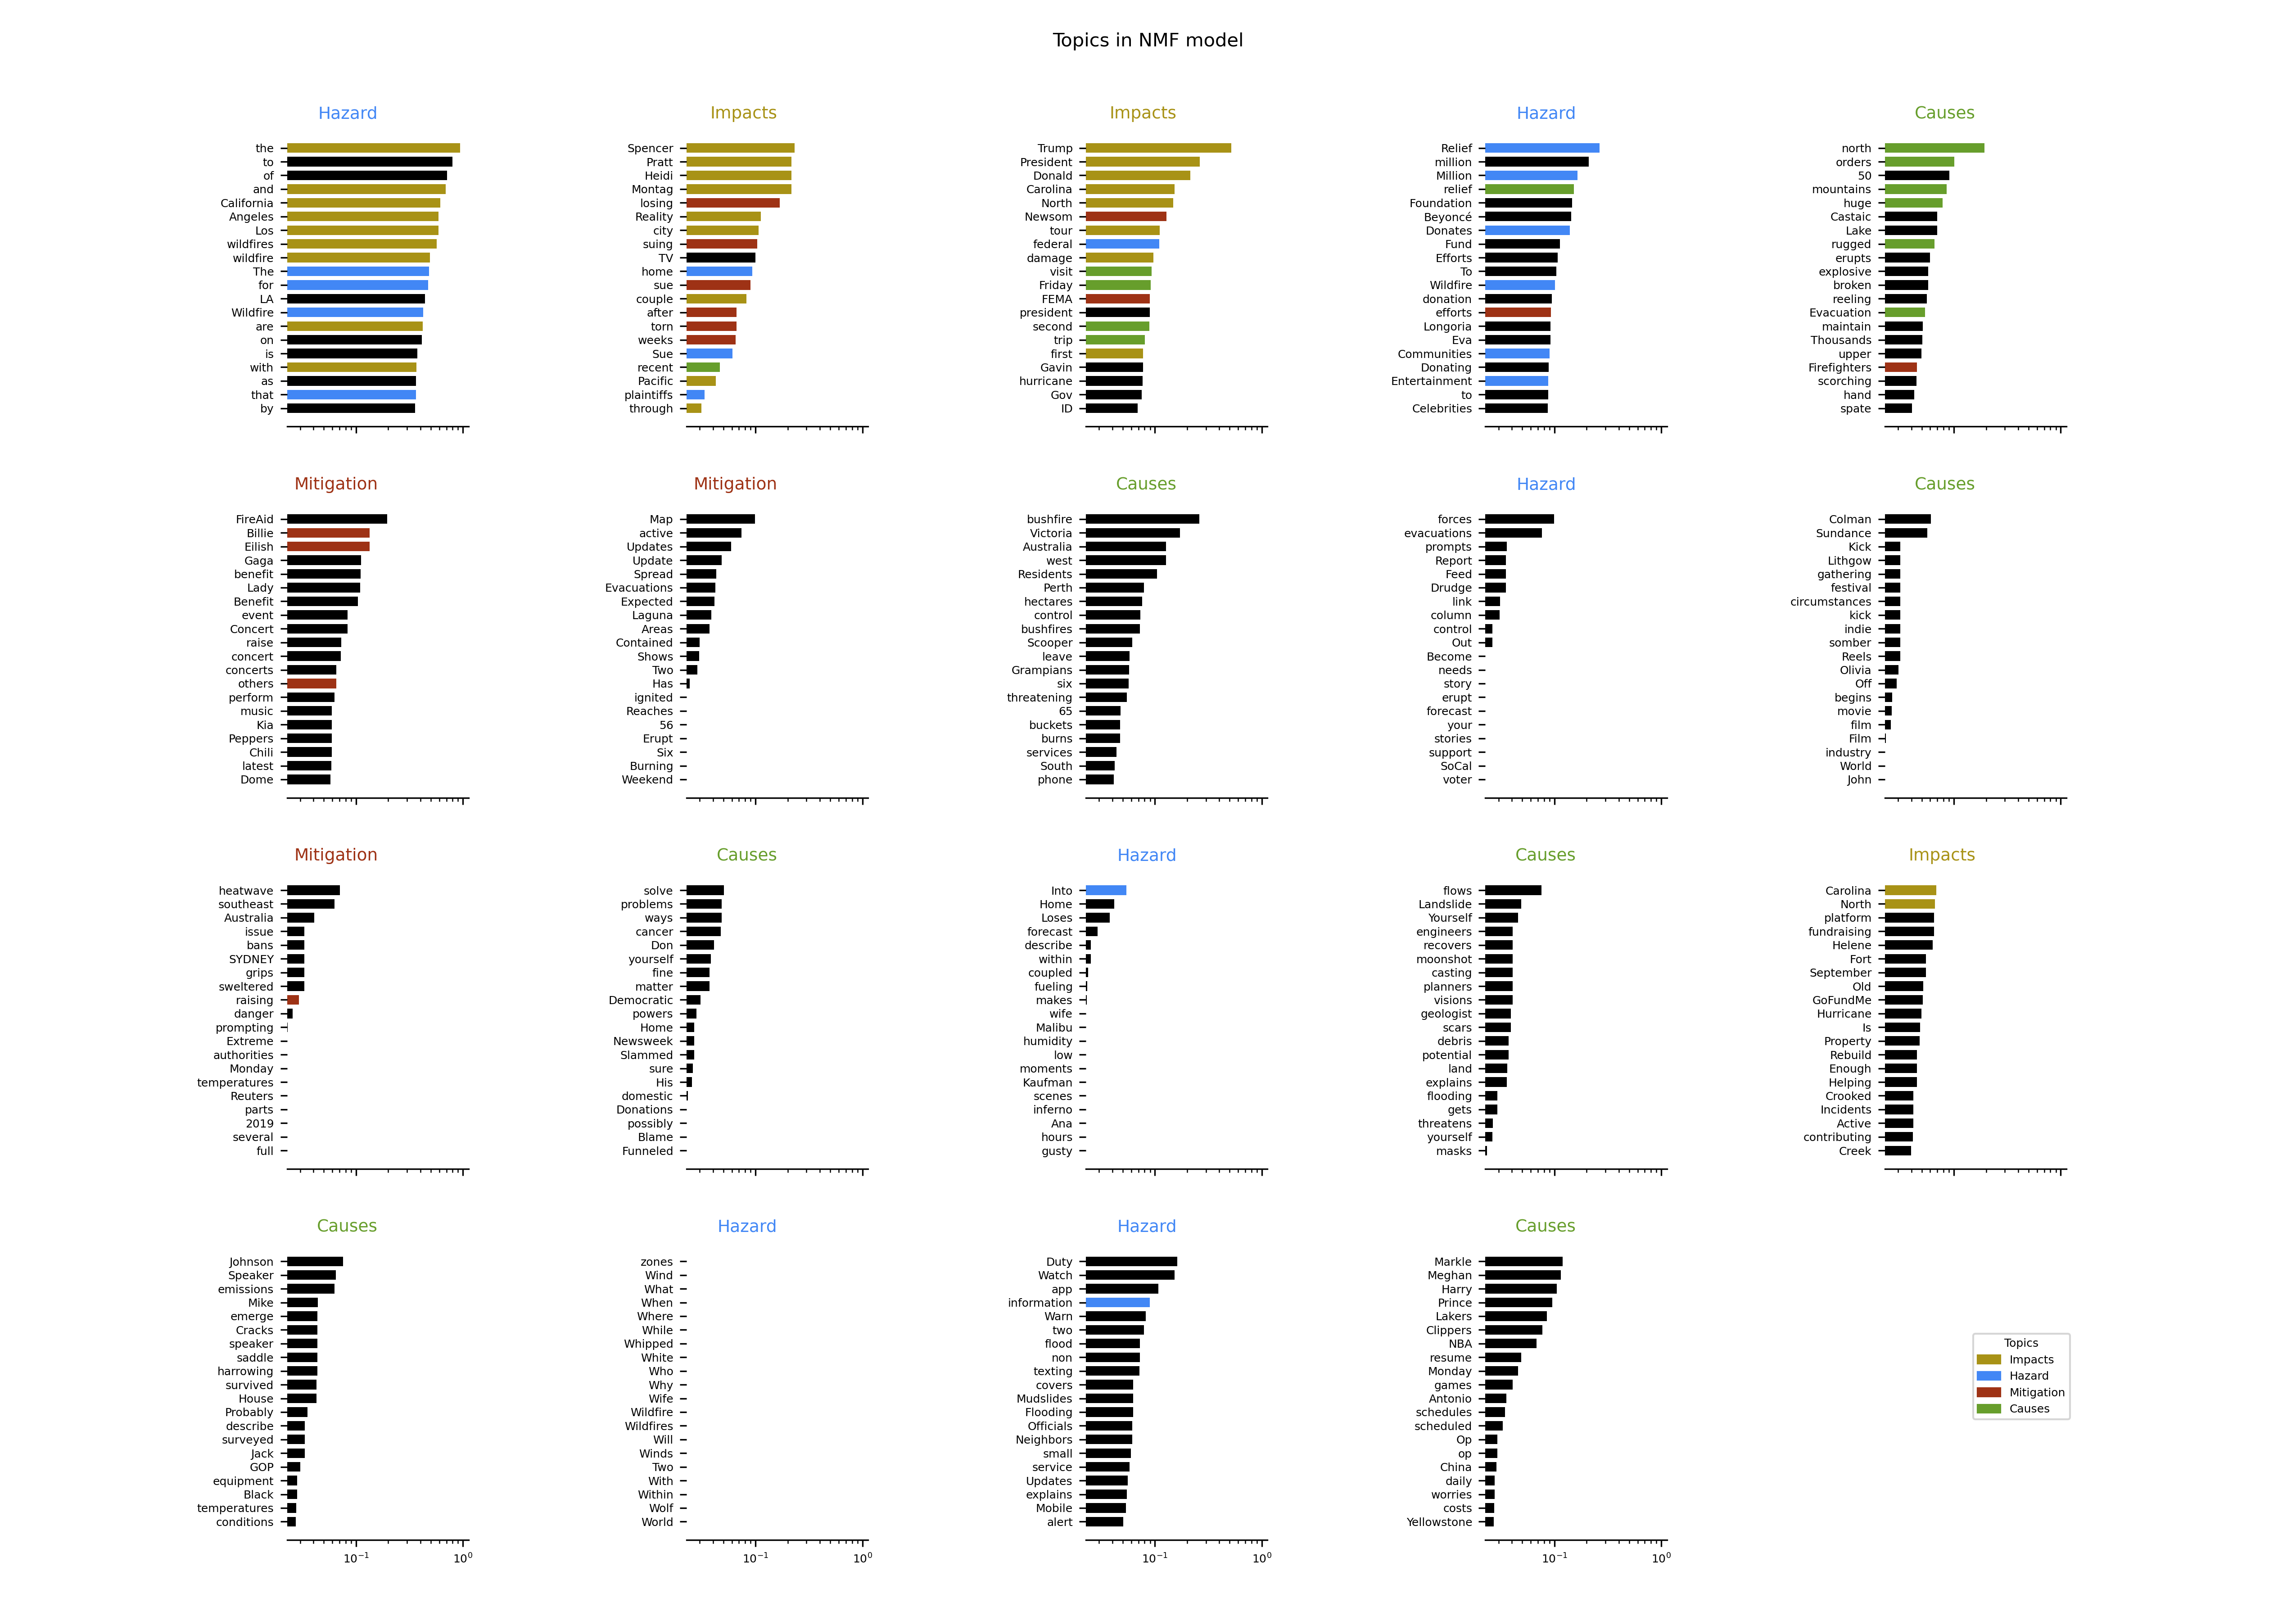 Topics in NMF model
Hazard
the
to
of
and
California
Angeles
Los
wildfires
wildfire
The
for
LA
Wildfire
are
on
is
with
as
that
by
Impacts
Spencer
Pratt
Heidi
Montag
losing
Reality
city
suing
TV
home
sue
couple
after
torn
weeks
Sue
recent
Pacific
plaintiffs
through
Impacts
Trump
President
Donald
Carolina
North
Newsom
tour
federal
damage
visit
Friday
FEMA
president
second
trip
first
Gavin
hurricane
Gov
ID
Hazard
Relief
million
Million
relief
Foundation
Beyoncé
Donates
Fund
Efforts
To
Wildfire
donation
efforts
Longoria
Eva
Communities
Donating
Entertainment
to
Celebrities
Causes
north
orders
50
mountains
huge
Castaic
Lake
rugged
erupts
explosive
broken
reeling
Evacuation
maintain
Thousands
upper
Firefighters
scorching
hand
spate
Mitigation
FireAid
Billie
Eilish
Gaga
benefit
Lady
Benefit
event
Concert
raise
concert
concerts
others
perform
music
Kia
Peppers
Chili
latest
Dome
Mitigation
Map
active
Updates
Update
Spread
Evacuations
Expected
Laguna
Areas
Contained
Shows
Two
Has
ignited
Reaches
56
Erupt
Six
Burning
Weekend
Causes
bushfire
Victoria
Australia
west
Residents
Perth
hectares
control
bushfires
Scooper
leave
Grampians
six
threatening
65
buckets
burns
services
South
phone
Hazard
forces
evacuations
prompts
Report
Feed
Drudge
link
column
control
Out
Become
needs
story
erupt
forecast
your
stories
support
SoCal
voter
Causes
Colman
Sundance
Kick
Lithgow
gathering
festival
circumstances
kick
indie
somber
Reels
Olivia
Off
begins
movie
film
Film
industry
World
John
Mitigation
heatwave
southeast
Australia
issue
bans
SYDNEY
grips
sweltered
raising
danger
prompting
Extreme
authorities
Monday
temperatures
Reuters
parts
2019
several
full
Causes
solve
problems
ways
cancer
Don
yourself
fine
matter
Democratic
powers
Home
Newsweek
Slammed
sure
His
domestic
Donations
possibly
Blame
Funneled
Hazard
Into
Home
Loses
forecast
describe
within
coupled
fueling
makes
wife
Malibu
humidity
low
moments
Kaufman
scenes
inferno
Ana
hours
gusty
Causes
flows
Landslide
Yourself
engineers
recovers
moonshot
casting
planners
visions
geologist
scars
debris
potential
land
explains
flooding
gets
threatens
yourself
masks
Impacts
Carolina
North
platform
fundraising
Helene
Fort
September
Old
GoFundMe
Hurricane
Is
Property
Rebuild
Enough
Helping
Crooked
Incidents
Active
contributing
Creek
Causes
Johnson
Speaker
emissions
Mike
emerge
Cracks
speaker
saddle
harrowing
survived
House
Probably
describe
surveyed
Jack
GOP
equipment
Black
temperatures
conditions
10⁻¹ 10⁰
Hazard
zones
Wind
What
When
Where
While
Whipped
White
Who
Why
Wife
Wildfire
Wildfires
Will
Winds
Two
With
Within
Wolf
World
10⁻¹ 10⁰
Hazard
Duty
Watch
app
information
Warn
two
flood
non
texting
covers
Mudslides
Flooding
Officials
Neighbors
small
service
Updates
explains
Mobile
alert
10⁻¹ 10⁰
Causes
Markle
Meghan
Harry
Prince
Lakers
Clippers
NBA
resume
Monday
games
Antonio
schedules
scheduled
Op
op
China
daily
worries
costs
Yellowstone
10⁻¹ 10⁰
Topics
Impacts
Hazard
Mitigation
Causes